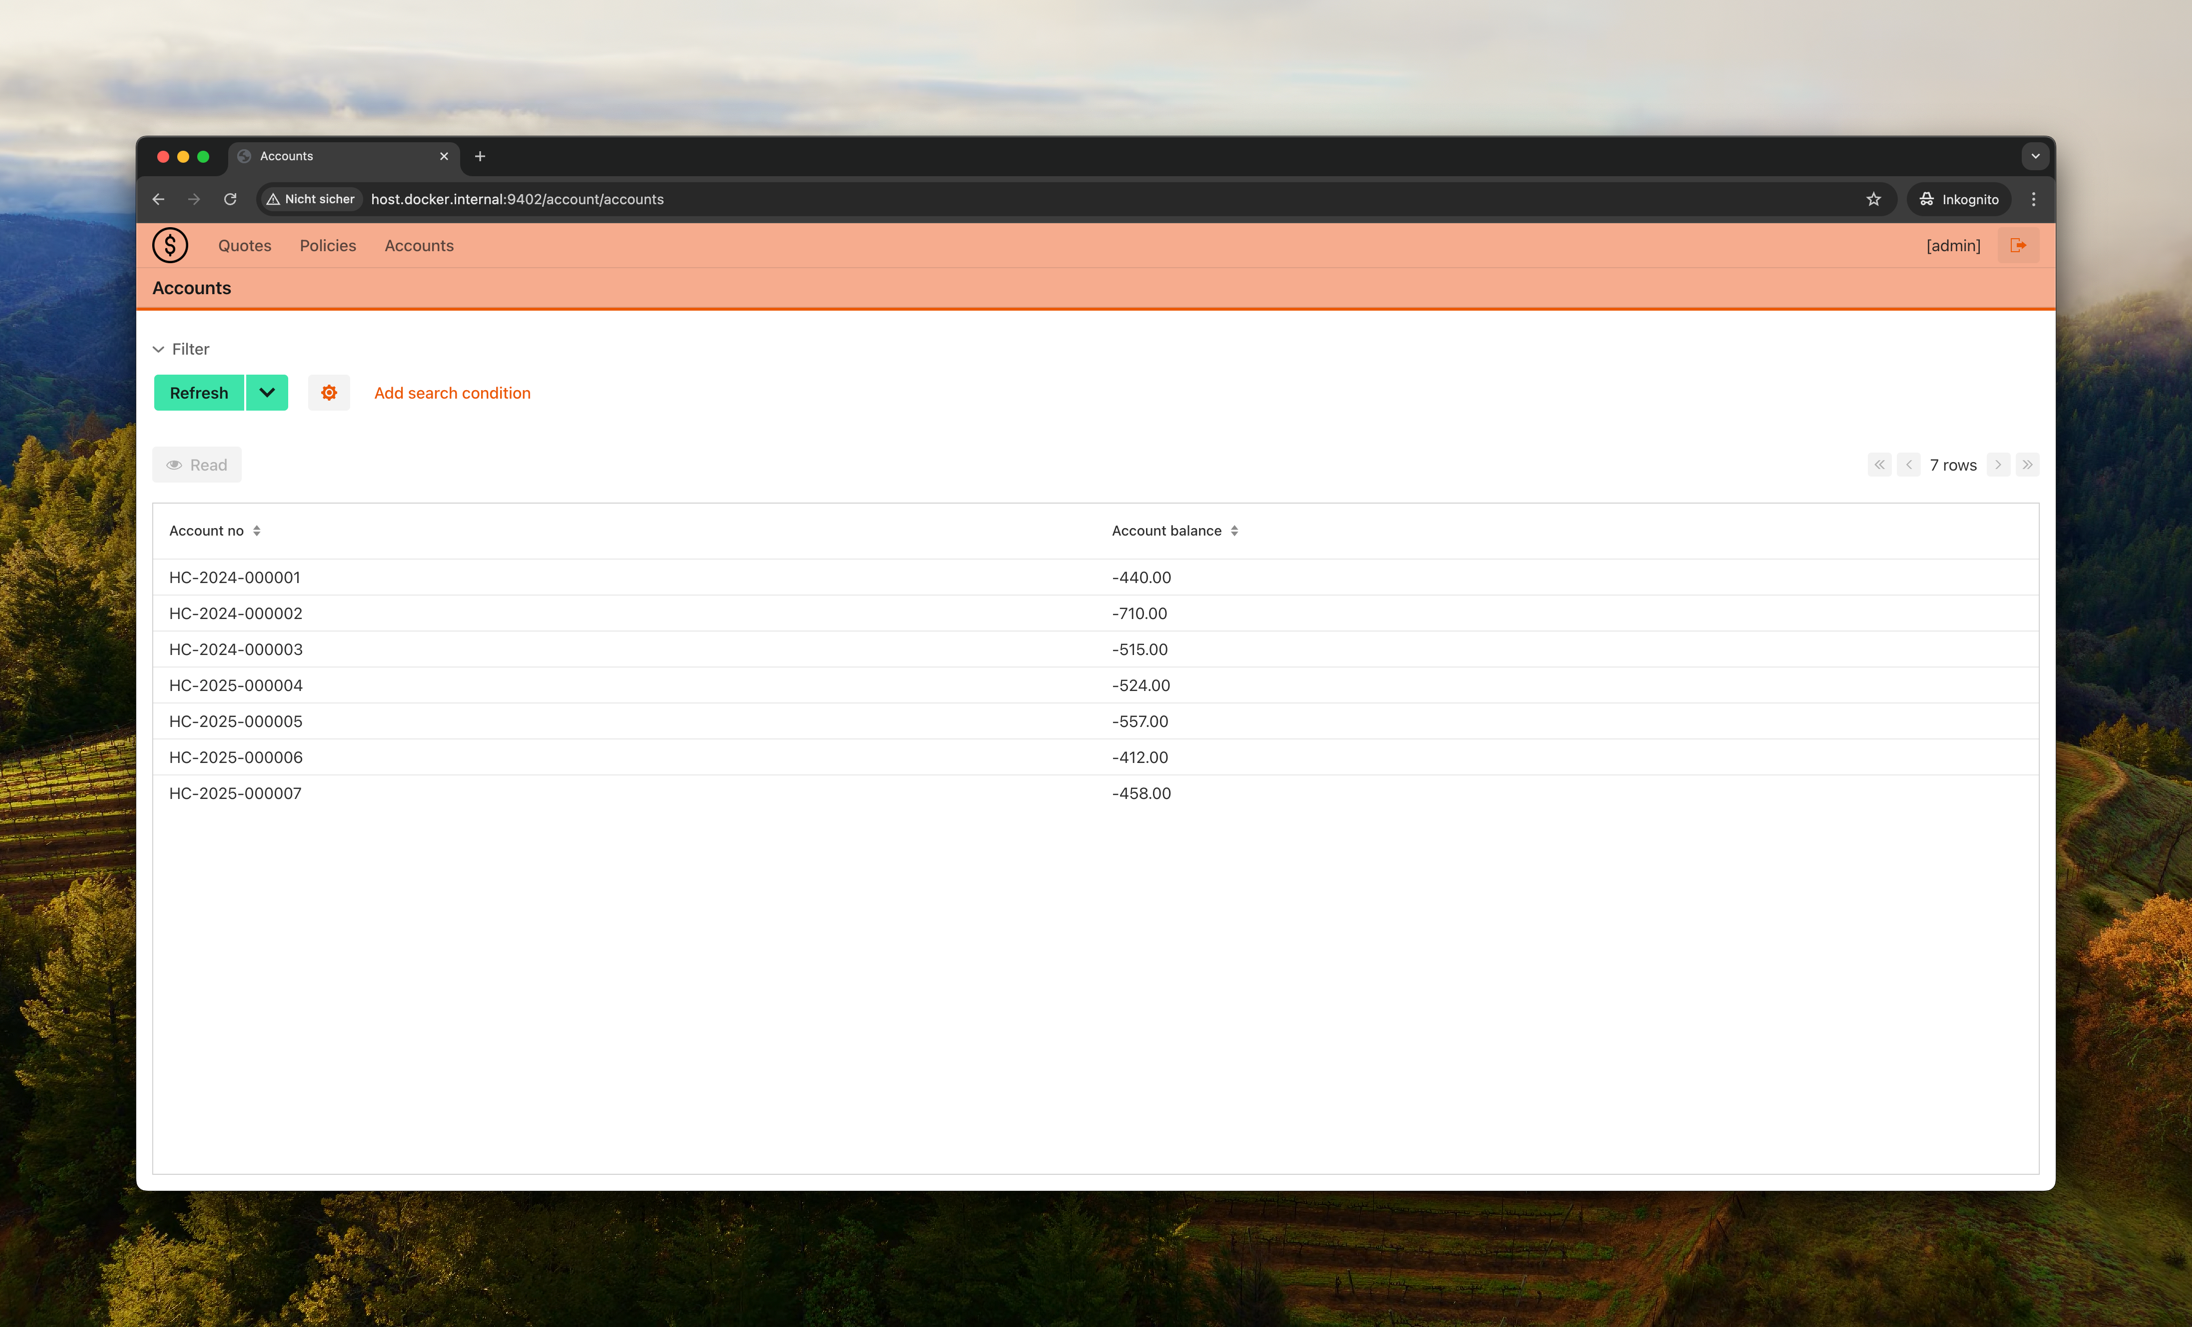 Accounts
Nicht sicher host.docker.internal:9402/account/accounts Inkognito
$ Quotes Policies Accounts [admin]
Accounts
Filter
Refresh Add search condition
Read 7 rows
Account no Account balance
HC-2024-000001 -440.00
HC-2024-000002 -710.00
HC-2024-000003 -515.00
HC-2025-000004 -524.00
HC-2025-000005 -557.00
HC-2025-000006 -412.00
HC-2025-000007 -458.00